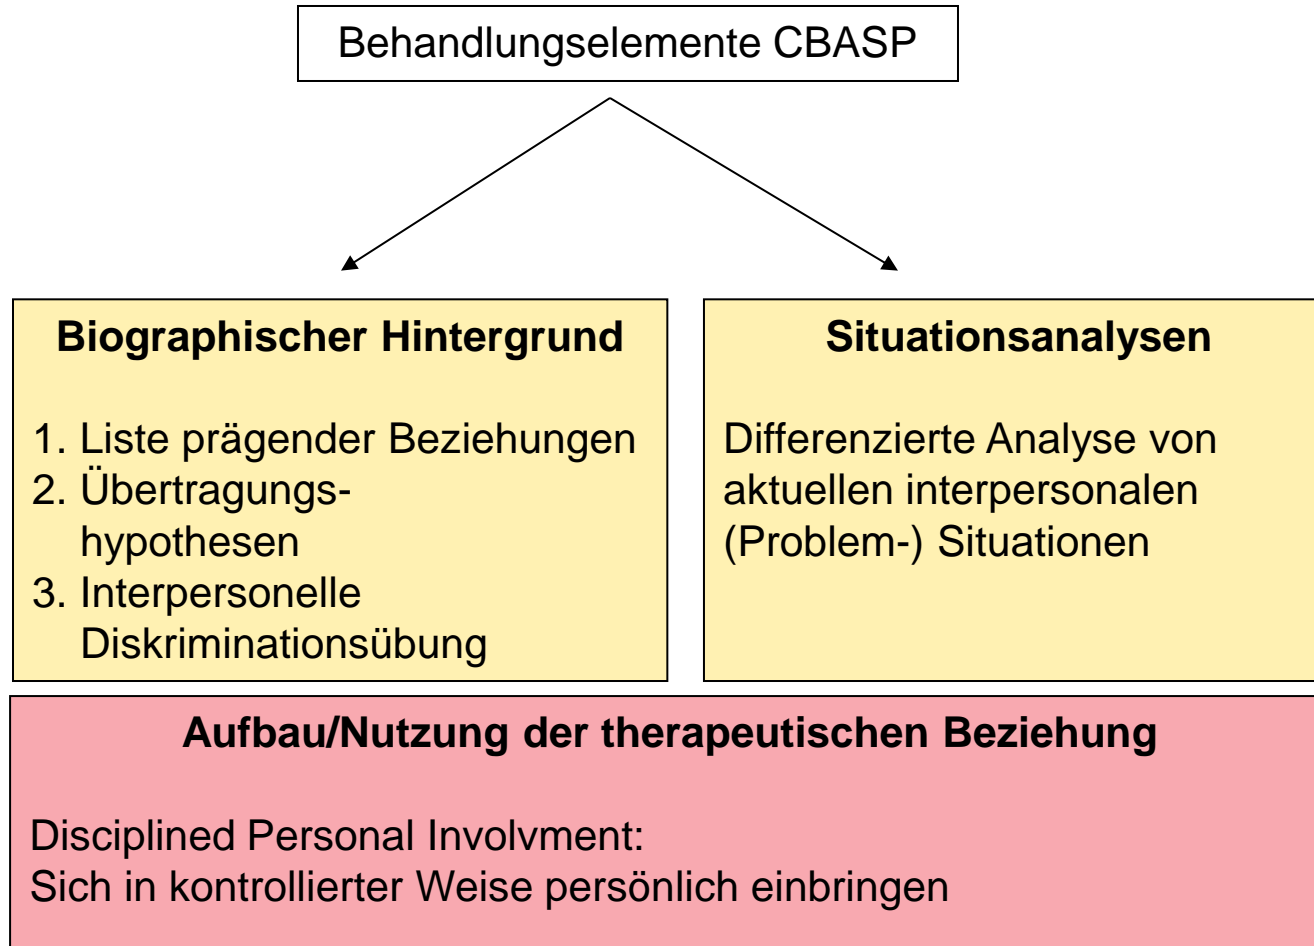 Behandlungselemente CBASP
Biographischer Hintergrund
1. Liste prägender Beziehungen
2. Übertragungs-
hypothesen
3. Interpersonelle
Diskriminationsübung
Situationsanalysen
Differenzierte Analyse von
aktuellen interpersonalen
(Problem-) Situationen
Aufbau/Nutzung der therapeutischen Beziehung
Disciplined Personal Involvment:
Sich in kontrollierter Weise persönlich einbringen